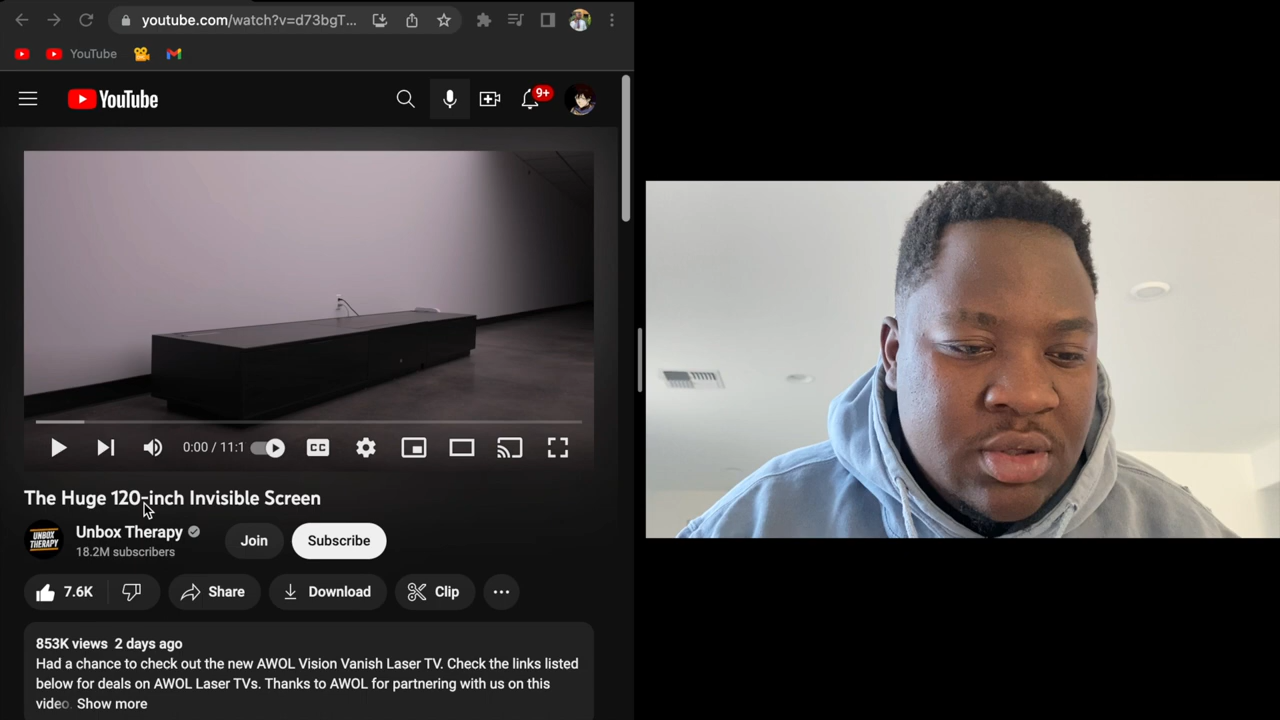 youtube.com/watch?v=d73bgT...
YouTube
YouTube
9+
0:00 / 11:1
CC
The Huge 120-inch Invisible Screen
UNBOX
THERAPY
Unbox Therapy
18.2M subscribers
Join
Subscribe
7.6K
Share
Download
Clip
853K views 2 days ago
Had a chance to check out the new AWOL Vision Vanish Laser TV. Check the links listed
below for deals on AWOL Laser TVs. Thanks to AWOL for partnering with us on this
video. Show more